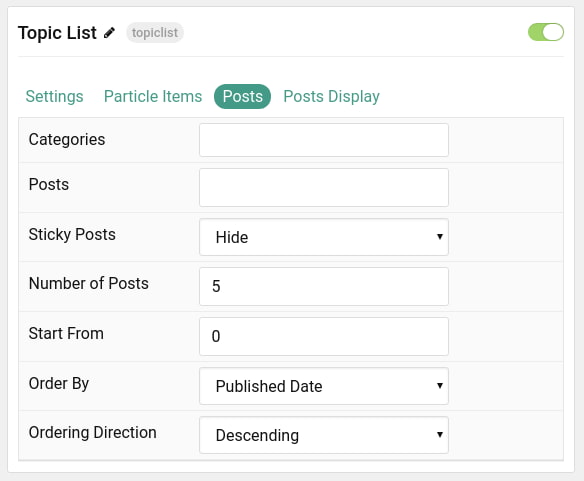 Topic List topiclist
Settings Particle Items Posts Posts Display
Categories
Posts
Sticky Posts Hide
Number of Posts 5
Start From 0
Order By Published Date
Ordering Direction Descending